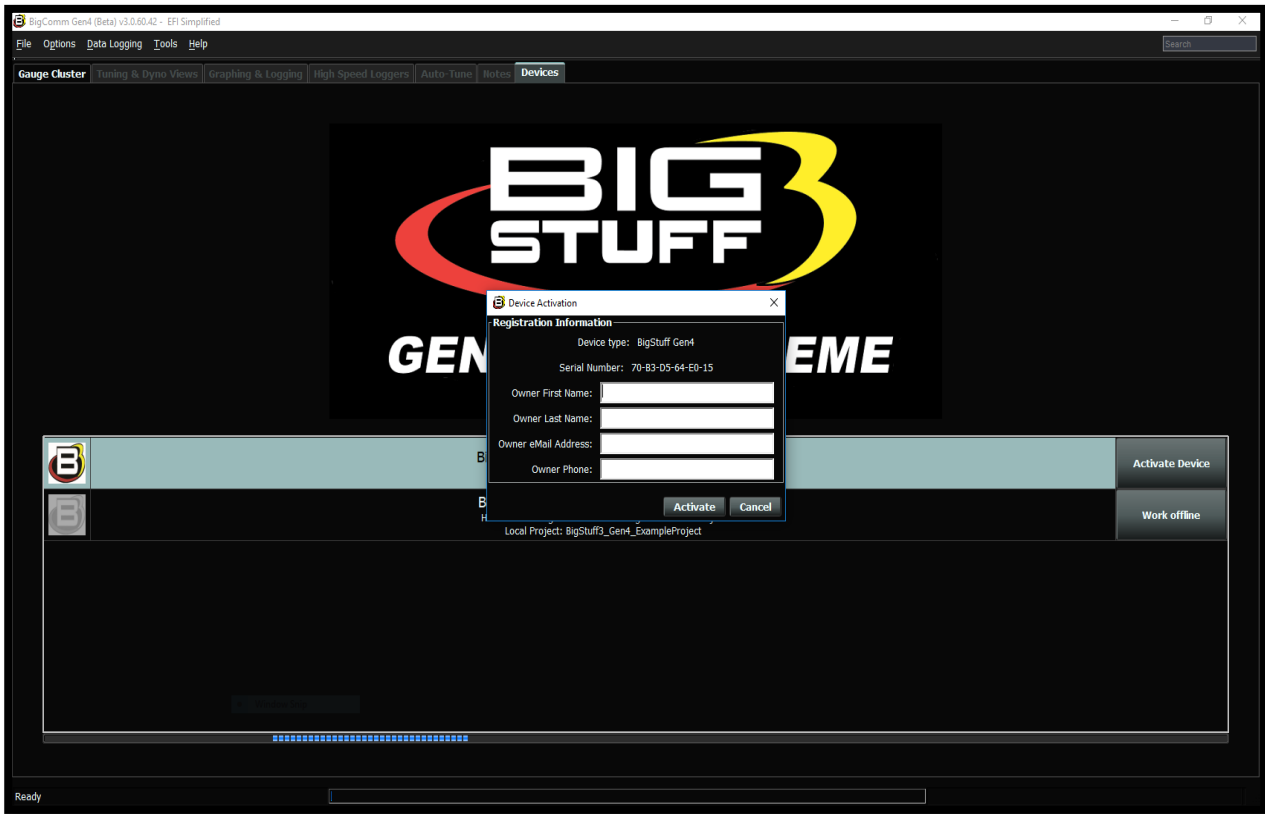 BigComm Gen4 (Beta) v3.0.60.42 - EFI Simplified
File Options Data Logging Tools Help
Search
Gauge Cluster Tuning & Dyno Views Graphing & Logging High Speed Loggers Auto-Tune Notes Devices
BIG 3
STUFF
GEN EME
Device Activation
Registration Information
Device type: BigStuff Gen4
Serial Number: 70-B3-D5-64-E0-15
Owner First Name:
Owner Last Name:
Owner eMail Address:
Owner Phone:
Activate Cancel
B
Activate Device
B
H
Local Project: BigStuff3_Gen4_ExampleProject
Work offline
Ready